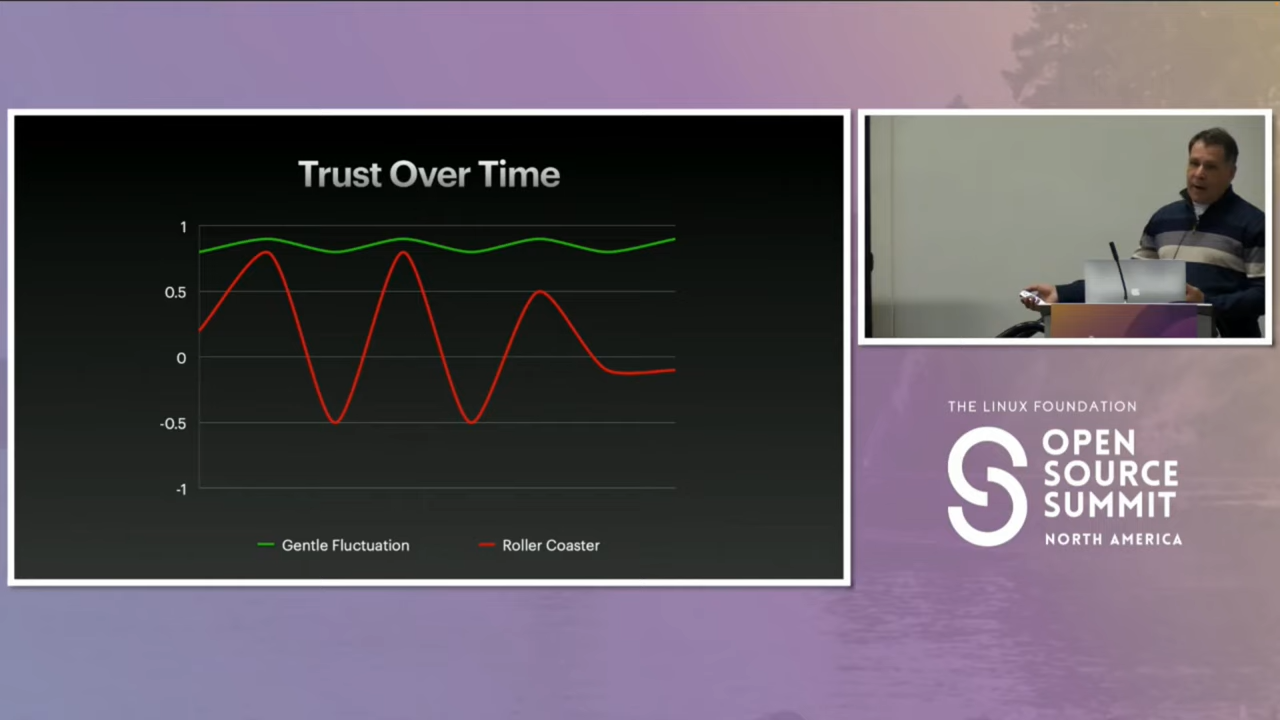 Trust Over Time
1
0.5
0
-0.5
-1
Gentle Fluctuation
Roller Coaster
THE LINUX FOUNDATION
OPEN
SOURCE
SUMMIT
NORTH AMERICA